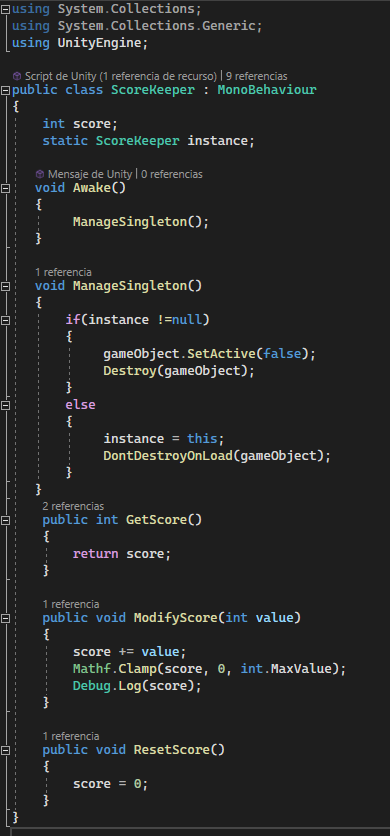 using System.Collections;
using System.Collections.Generic;
using UnityEngine;
Script de Unity (1 referencia de recurso) | 9 referencias
public class ScoreKeeper : MonoBehaviour
{
int score;
static ScoreKeeper instance;
Mensaje de Unity | 0 referencias
void Awake()
{
ManageSingleton();
}
1 referencia
void ManageSingleton()
{
if(instance !=null)
{
gameObject.SetActive(false);
Destroy(gameObject);
}
else
{
instance = this;
DontDestroyOnLoad(gameObject);
}
}
2 referencias
public int GetScore()
{
return score;
}
1 referencia
public void ModifyScore(int value)
{
score += value;
Mathf.Clamp(score, 0, int.MaxValue);
Debug.Log(score);
}
1 referencia
public void ResetScore()
{
score = 0;
}
}